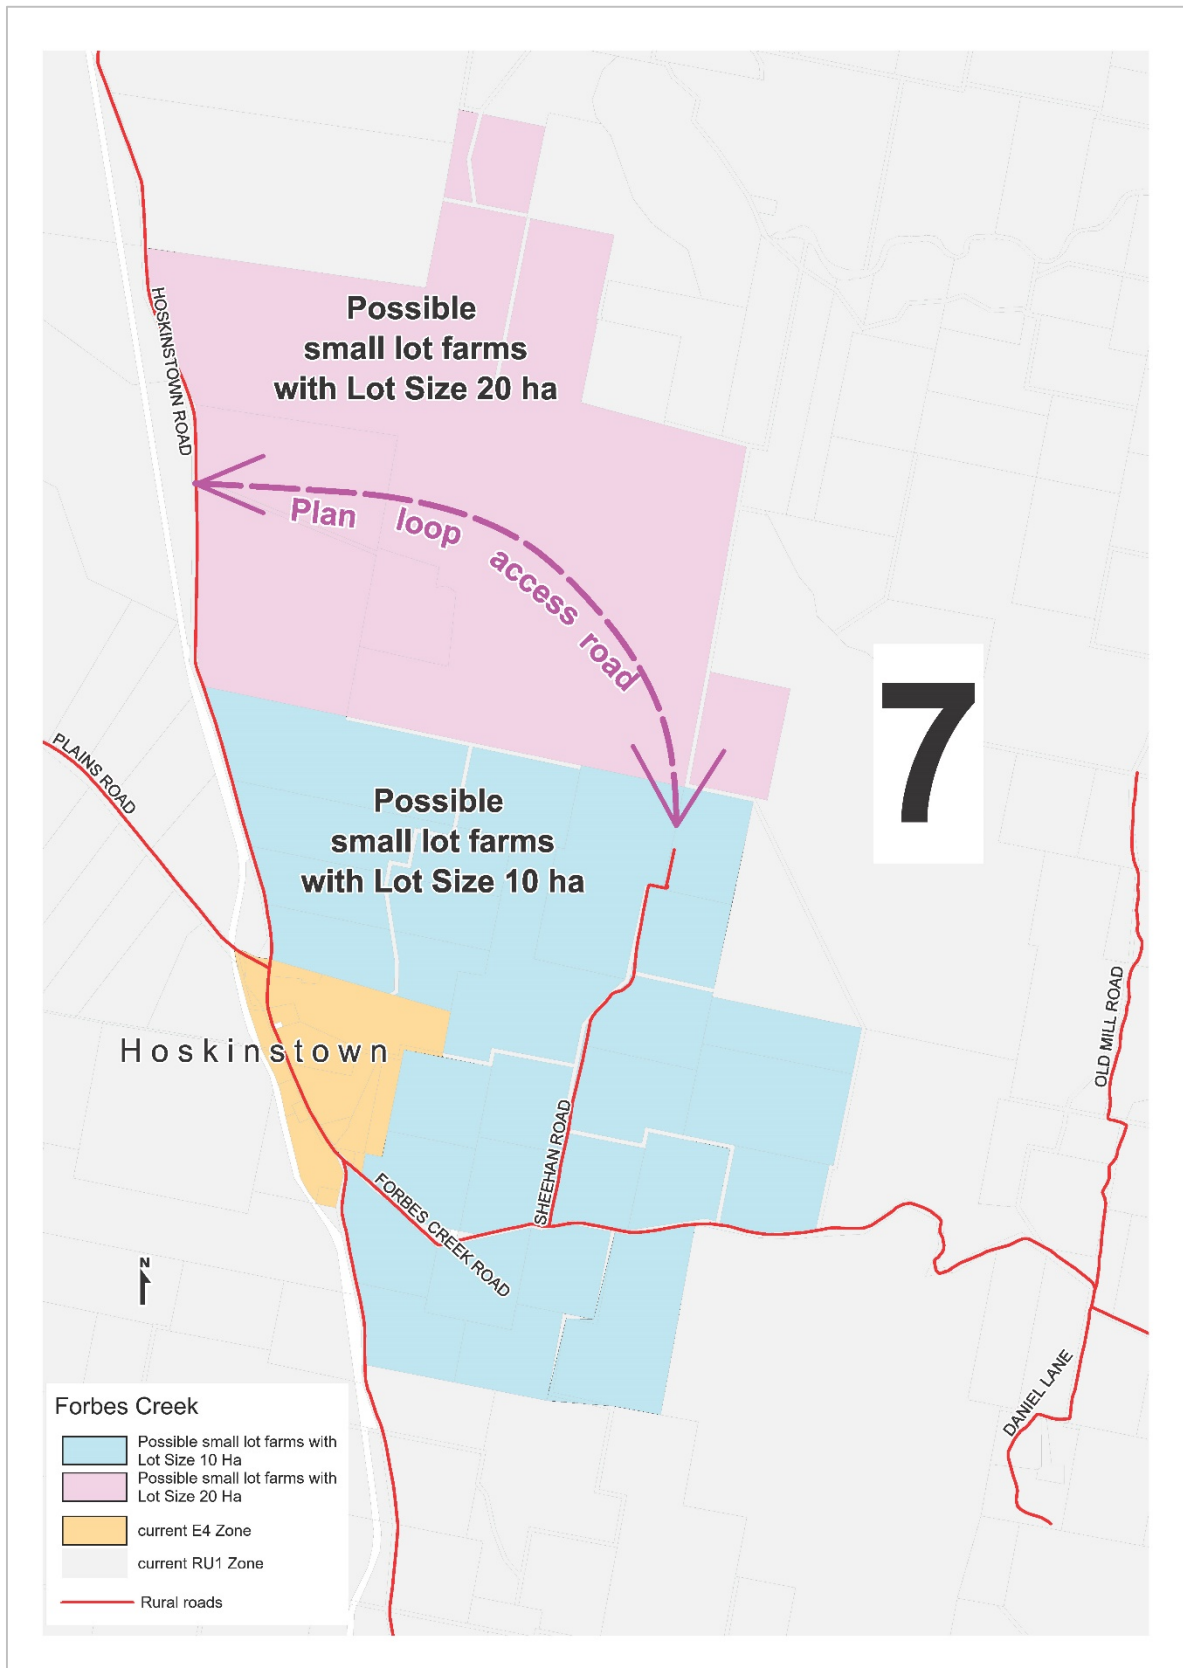 Possible
small lot farms
with Lot Size 20 ha
HOSKINSTOWN ROAD
Plan loop access road
7
PLAINS ROAD
Possible
small lot farms
with Lot Size 10 ha
OLD MILL ROAD
Hoskinstown
SHEEHAN ROAD
FORBES CREEK ROAD
N
DANIEL LANE
Forbes Creek
Possible small lot farms with
Lot Size 10 Ha
Possible small lot farms with
Lot Size 20 Ha
current E4 Zone
current RU1 Zone
Rural roads